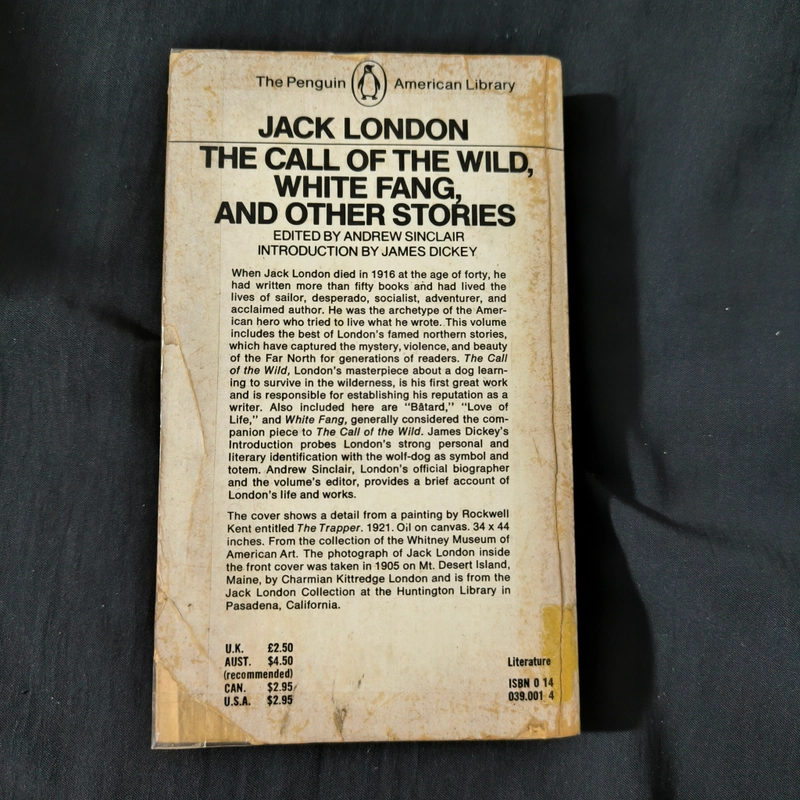 The Penguin American Library
JACK LONDON
THE CALL OF THE WILD,
WHITE FANG,
AND OTHER STORIES
EDITED BY ANDREW SINCLAIR
INTRODUCTION BY JAMES DICKEY
When Jack London died in 1916 at the age of forty, he
had written more than fifty books and had lived the
lives of sailor, desperado, socialist, adventurer, and
acclaimed author. He was the archetype of the Amer-
ican hero who tried to live what he wrote. This volume
includes the best of London's famed northern stories,
which have captured the mystery, violence, and beauty
of the Far North for generations of readers. The Call
of the Wild, London's masterpiece about a dog learn-
ing to survive in the wilderness, is his first great work
and is responsible for establishing his reputation as a
writer. Also included here are "Bâtard," "Love of
Life," and White Fang, generally considered the com-
panion piece to The Call of the Wild. James Dickey's
Introduction probes London's strong personal and
literary identification with the wolf-dog as symbol and
totem. Andrew Sinclair, London's official biographer
and the volume's editor, provides a brief account of
London's life and works.
The cover shows a detail from a painting by Rockwell
Kent entitled The Trapper. 1921. Oil on canvas. 34 x 44
inches. From the collection of the Whitney Museum of
American Art. The photograph of Jack London inside
the front cover was taken in 1905 on Mt. Desert Island,
Maine, by Charmian Kittredge London and is from the
Jack London Collection at the Huntington Library in
Pasadena, California.
U.K. £2.50
AUST. $4.50
(recommended)
CAN. $2.95
U.S.A. $2.95
Literature
ISBN 0 14
039.001 4